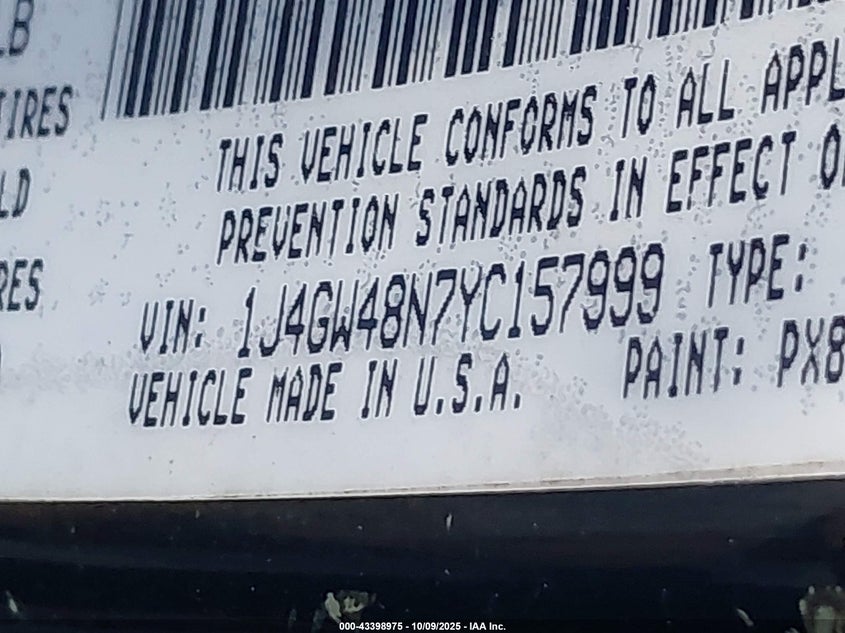 LB
TIRES
LD
RES
THIS VEHICLE CONFORMS TO ALL APPL
PREVENTION STANDARDS IN EFFECT O
VIN: 1J4GW48N7YC157999 TYPE:
VEHICLE MADE IN U.S.A. PAINT: PX8
000-43398975 - 10/09/2025 - IAA Inc.